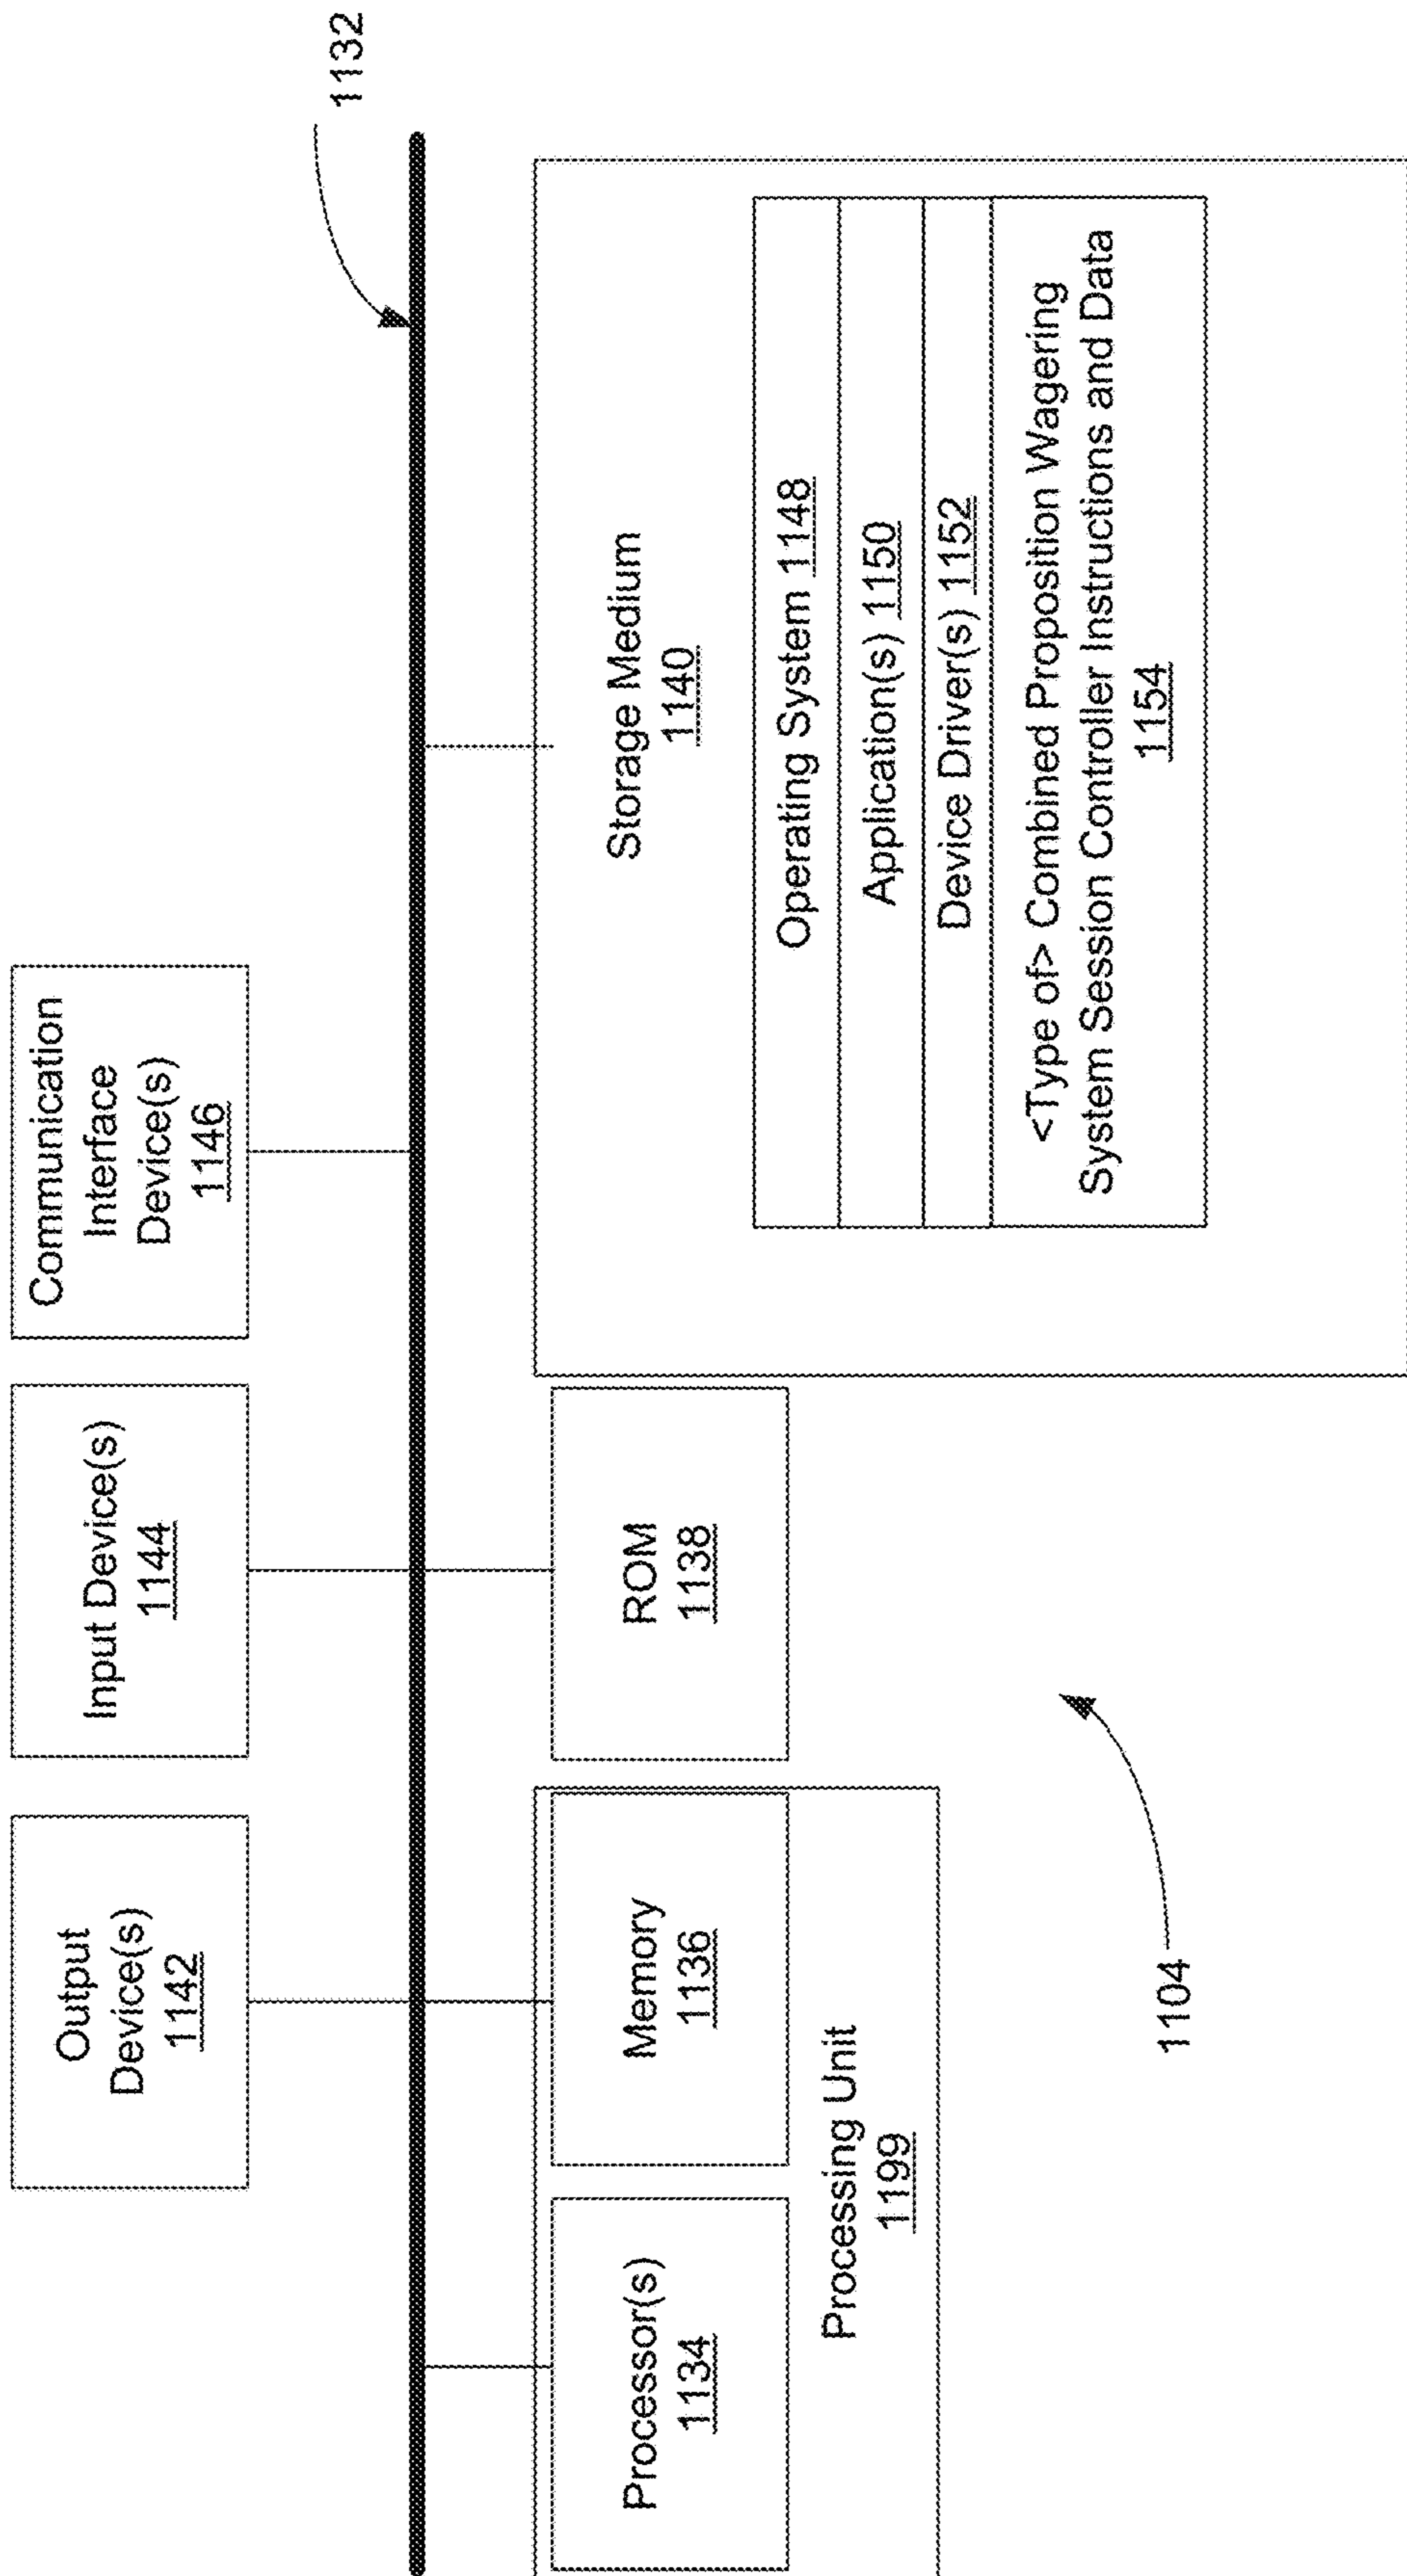 Output
Device(s)
1142
Input Device(s)
1144
Communication
Interface
Device(s)
1146
1132
Processor(s)
1134
Memory
1136
Processing Unit
1199
ROM
1138
Storage Medium
1140
Operating System 1148
Application(s) 1150
Device Driver(s) 1152
<Type of> Combined Proposition Wagering
System Session Controller Instructions and Data
1154
1104